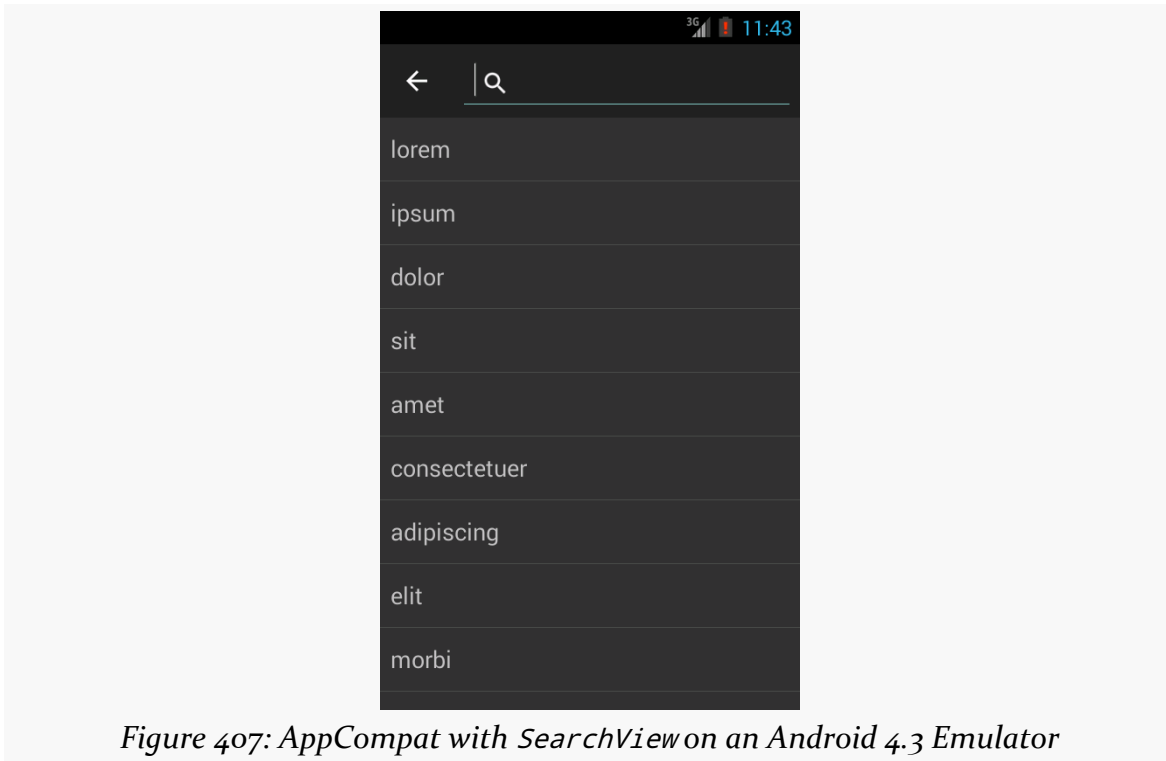 3G 11:43
lorem
ipsum
dolor
sit
amet
consectetuer
adipiscing
elit
morbi
Figure 407: AppCompat with SearchView on an Android 4.3 Emulator